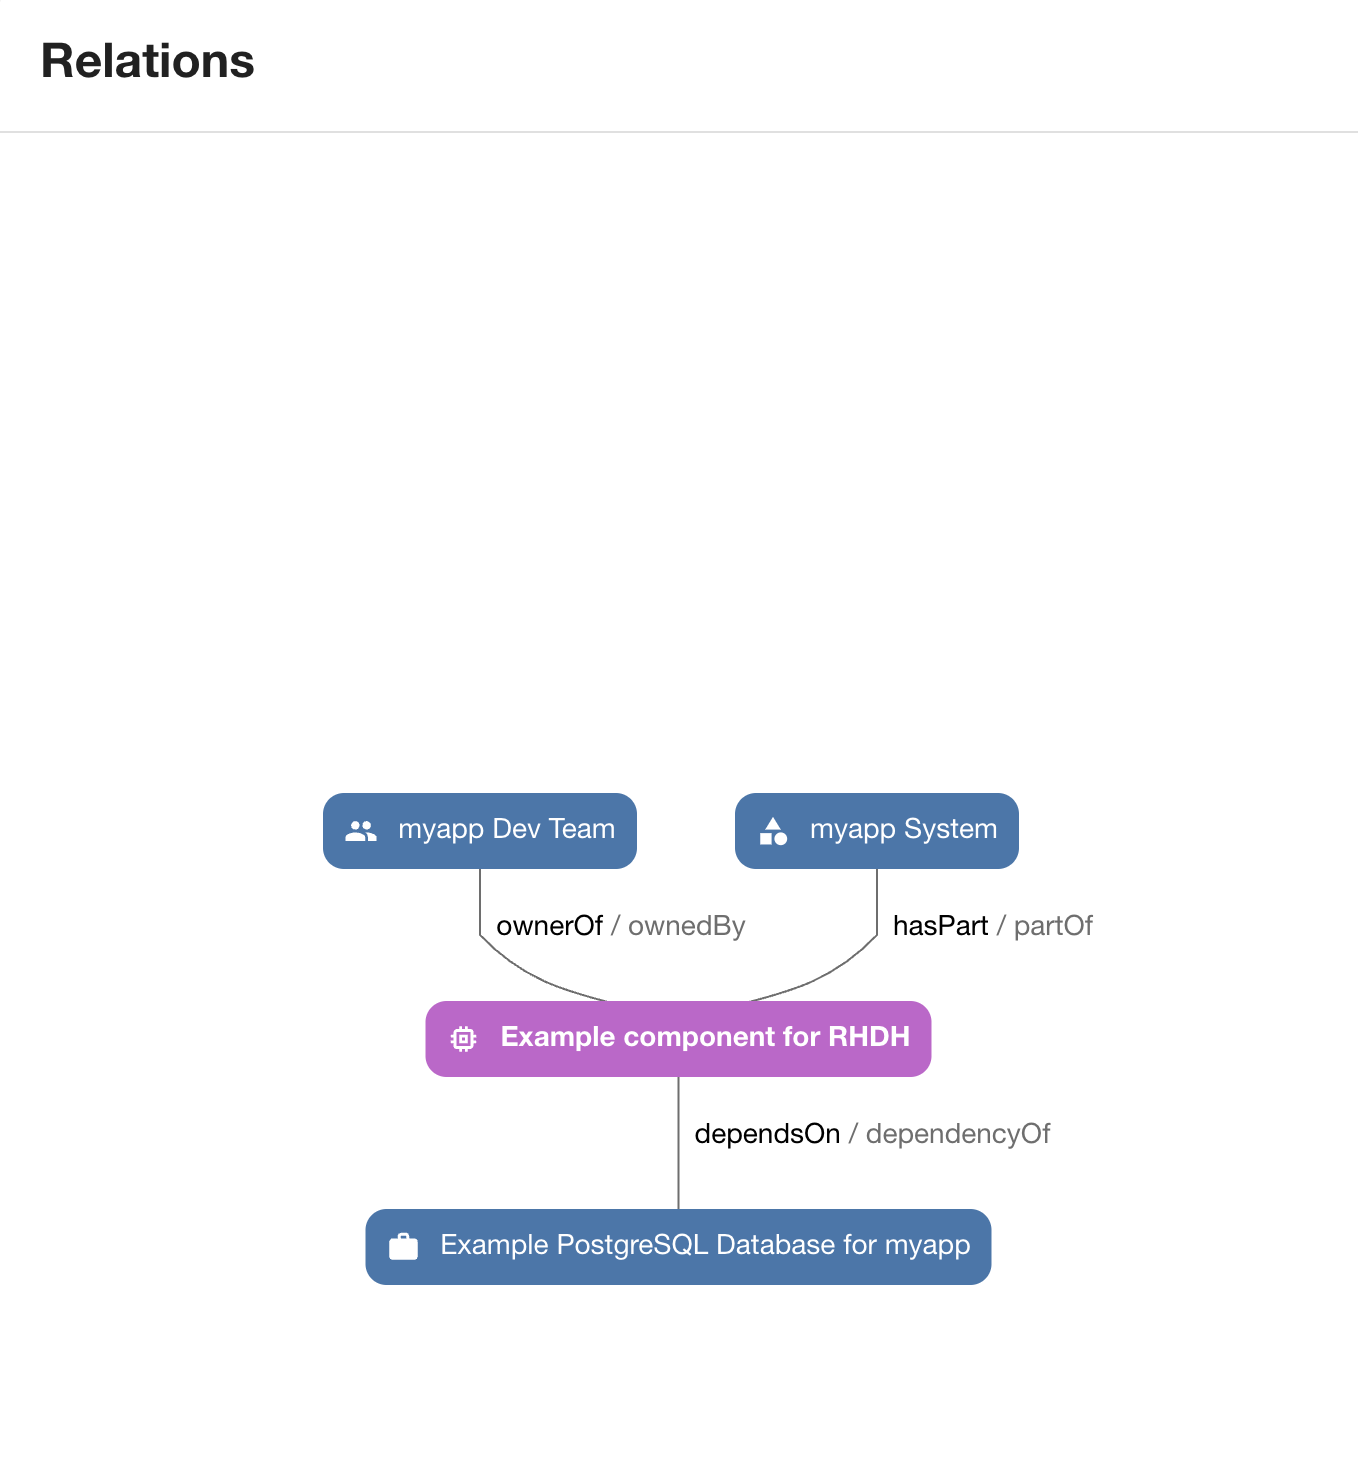 Relations
myapp Dev Team
myapp System
ownerOf / ownedBy
hasPart / partOf
Example component for RHDH
dependsOn / dependencyOf
Example PostgreSQL Database for myapp